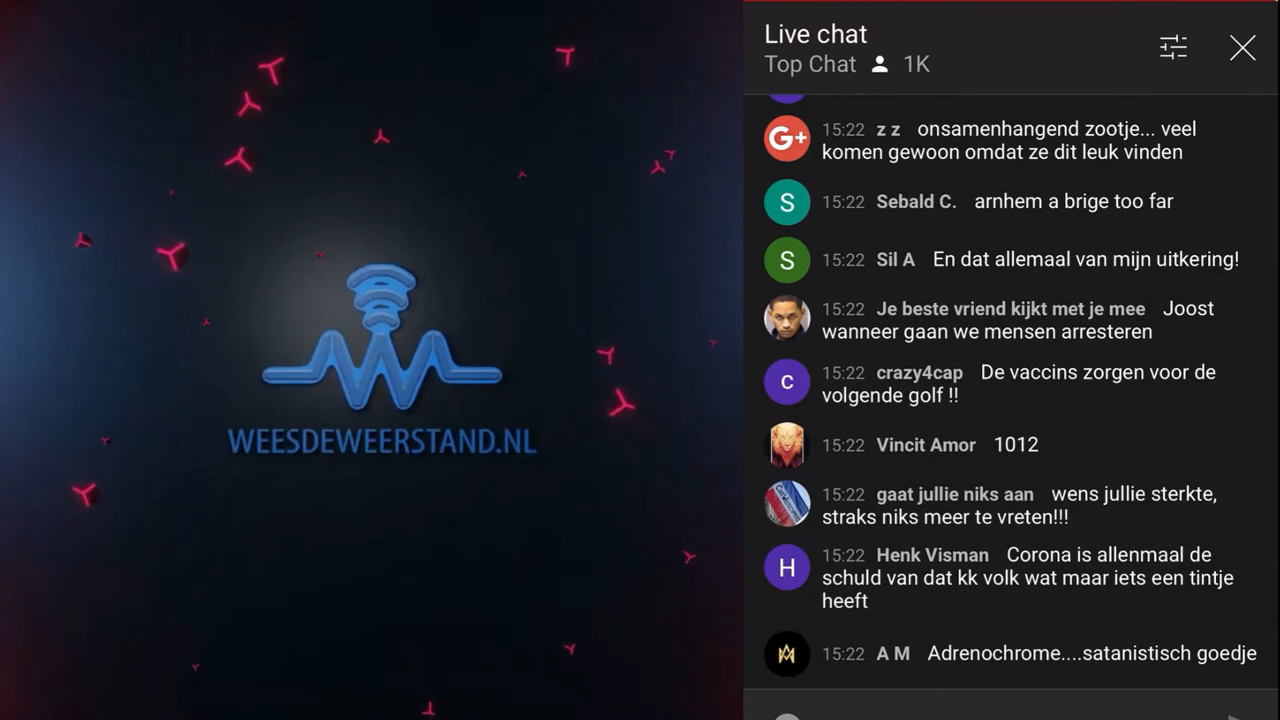 WEESDEWEERSTAND.NL
Live chat
Top Chat 1K
G+ 15:22 z z onsamenhangend zootje... veel
komen gewoon omdat ze dit leuk vinden
S 15:22 Sebald C. arnhem a brige too far
S 15:22 Sil A En dat allemaal van mijn uitkering!
15:22 Je beste vriend kijkt met je mee Joost
wanneer gaan we mensen arresteren
c 15:22 crazy4cap De vaccins zorgen voor de
volgende golf !!
15:22 Vincit Amor 1012
15:22 gaat jullie niks aan wens jullie sterkte,
straks niks meer te vreten!!!
H 15:22 Henk Visman Corona is allenmaal de
schuld van dat kk volk wat maar iets een tintje
heeft
15:22 A M Adrenochrome....satanistisch goedje